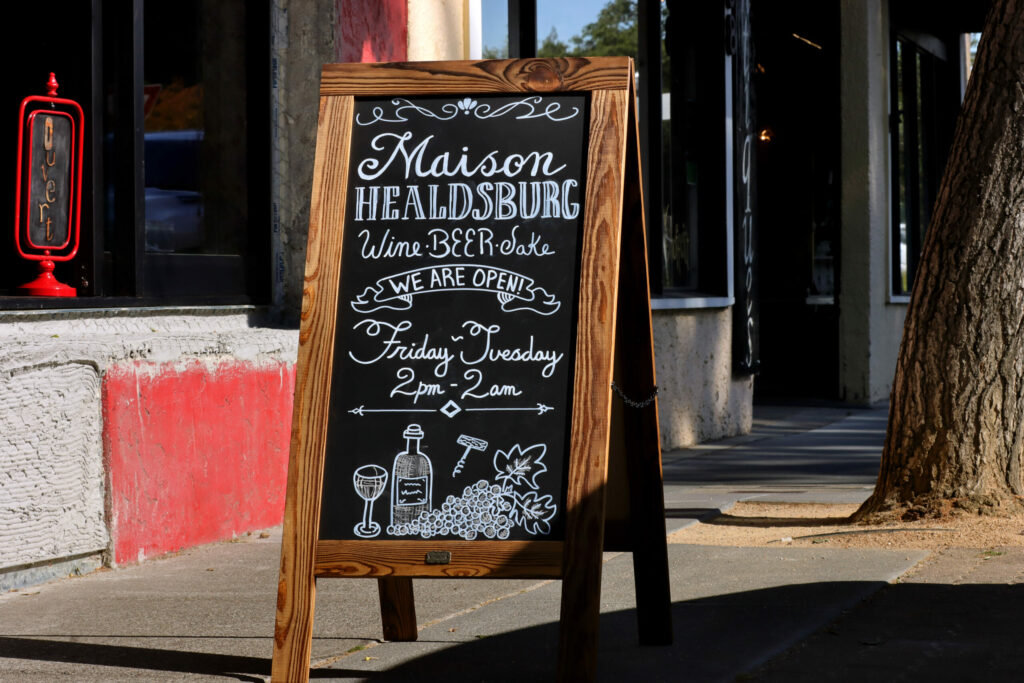 Ouvert
Maison
HEALDSBURG
Wine·BEER·Sake
WE ARE OPEN!
Friday ~ Tuesday
2pm - 2am